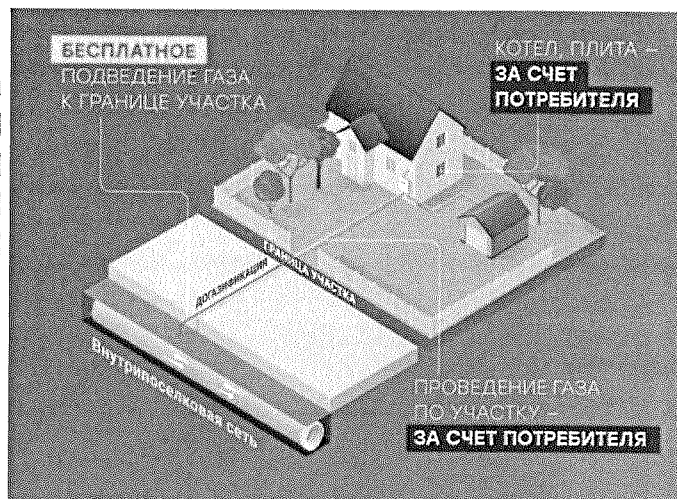 БЕСПЛАТНОЕ
ПОДВЕДЕНИЕ ГАЗА
К ГРАНИЦЕ УЧАСТКА
КОТЕЛ, ПЛИТА –
ЗА СЧЕТ
ПОТРЕБИТЕЛЯ
ГРАНИЦА УЧАСТКА
ДОГАЗИФИКАЦИЯ
Внутрипоселковая сеть
ПРОВЕДЕНИЕ ГАЗА
ПО УЧАСТКУ –
ЗА СЧЕТ ПОТРЕБИТЕЛЯ